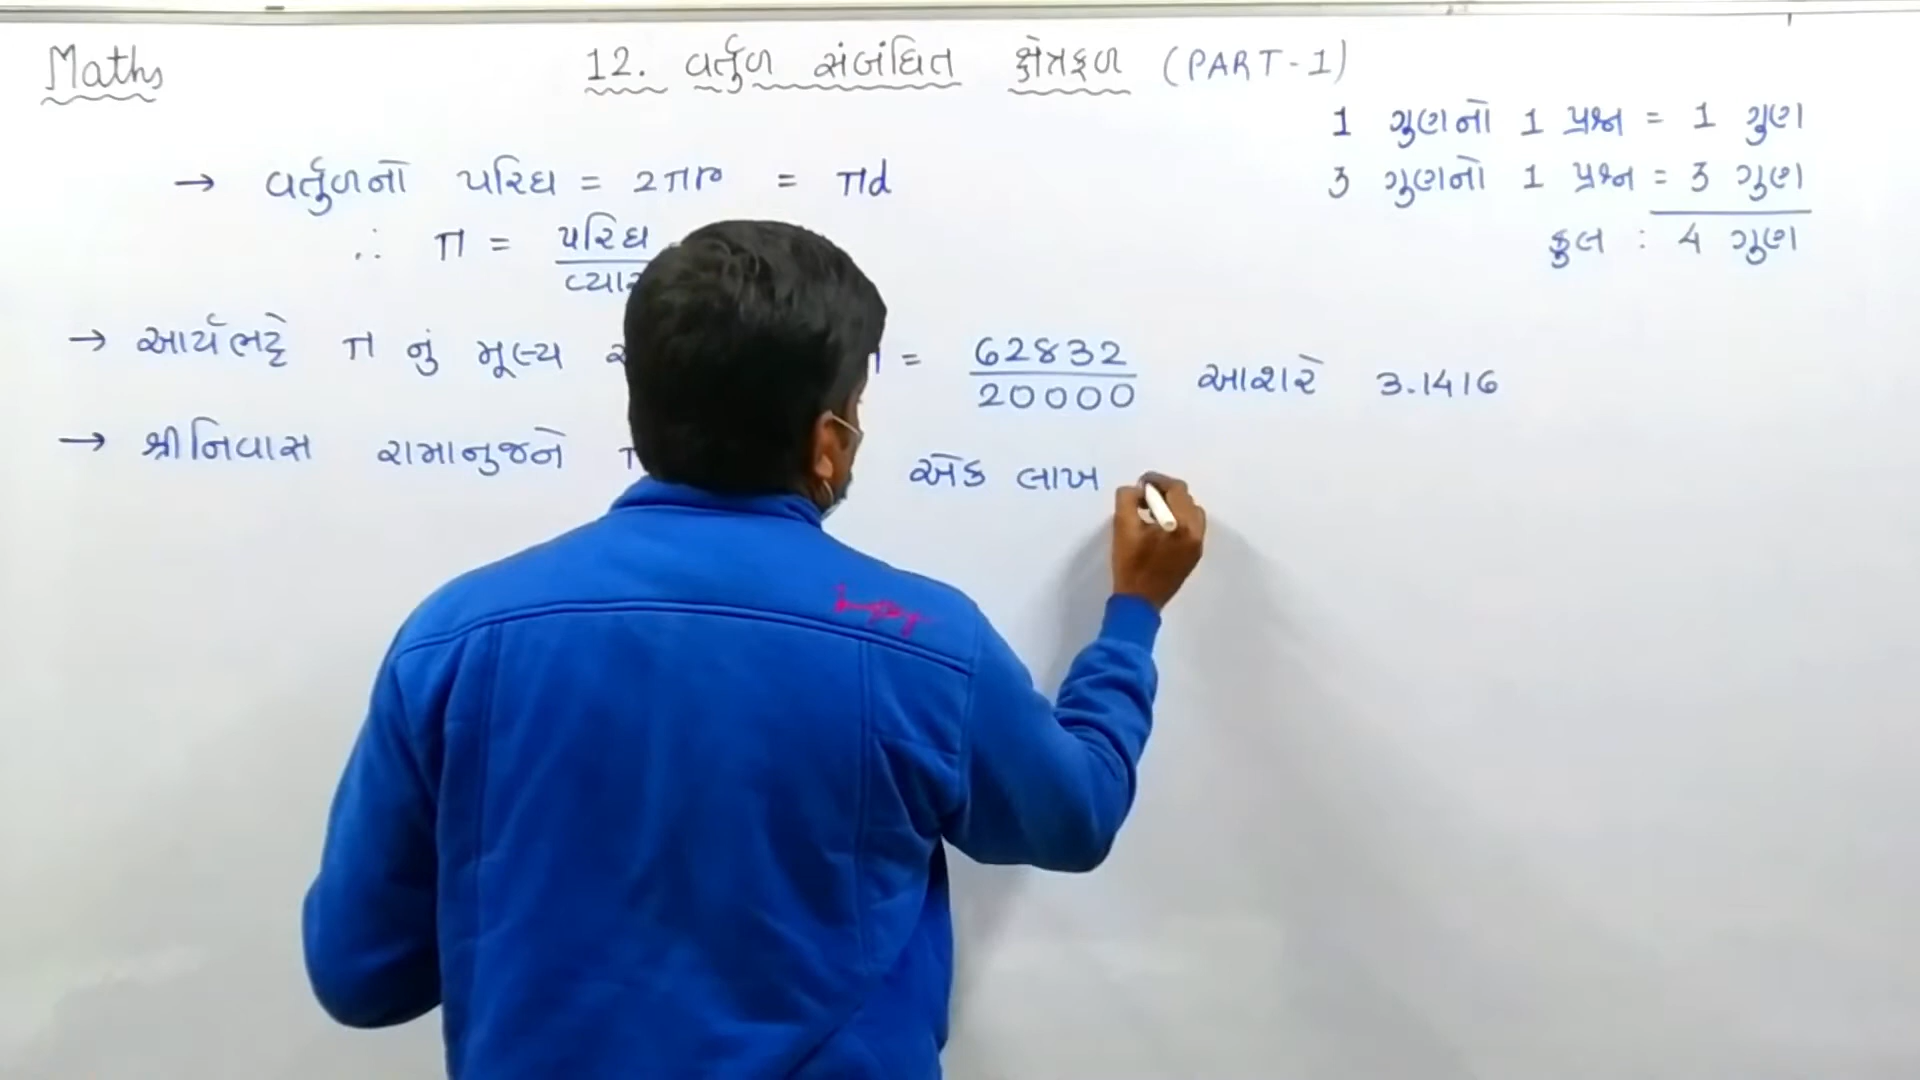 Maths
12. વર્તુળ સંબંધિત ક્ષેત્રફળ (PART-1)
1 ગુણનો 1 પ્રશ્ન = 1 ગુણ
3 ગુણનો 1 પ્રશ્ન = 3 ગુણ
કુલ : 4 ગુણ
→ વર્તુળનો પરિઘ = 2πr = πd
∴ π = પરિઘ
→ આર્યભટ્ટે π નું મૂલ્ય = 62832/20000 આશરે 3.1416
→ શ્રીનિવાસ રામાનુજને એક લાખ